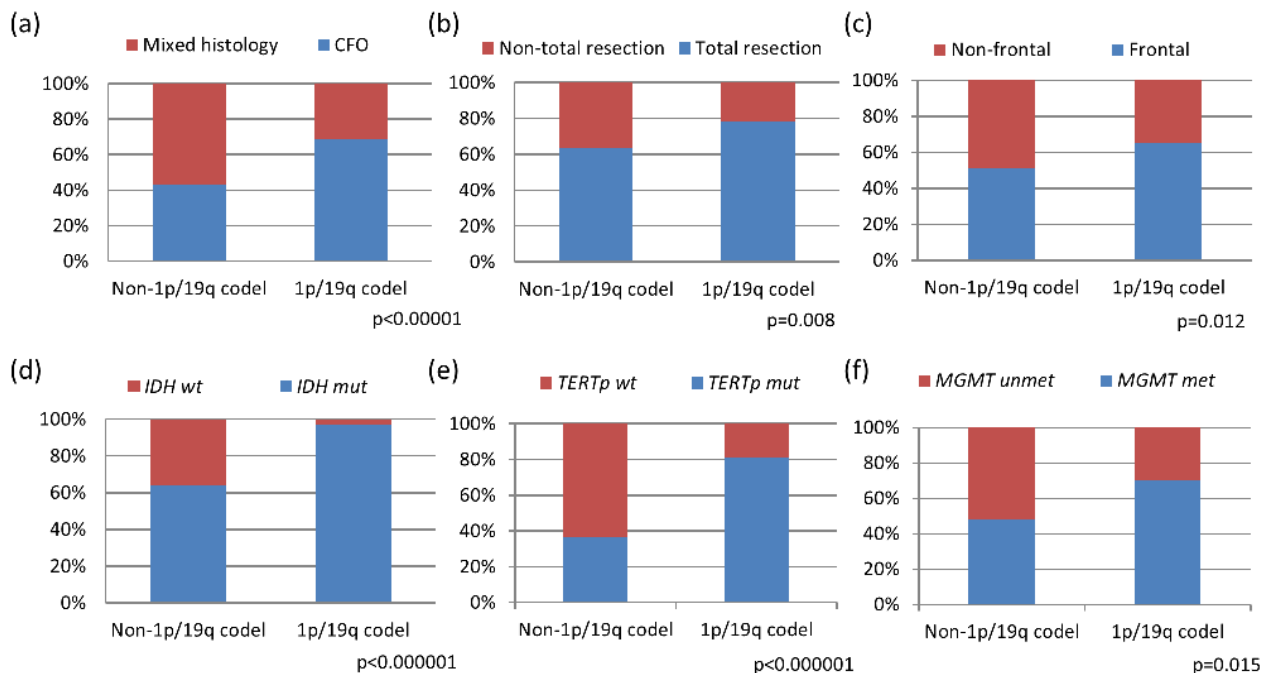 (a)
Mixed histology CFO
100%
80%
60%
40%
20%
0%
Non-1p/19q codel 1p/19q codel
p<0.00001
(b)
Non-total resection Total resection
100%
80%
60%
40%
20%
0%
Non-1p/19q codel 1p/19q codel
p=0.008
(c)
Non-frontal Frontal
100%
80%
60%
40%
20%
0%
Non-1p/19q codel 1p/19q codel
p=0.012
(d)
IDH wt IDH mut
100%
80%
60%
40%
20%
0%
Non-1p/19q codel 1p/19q codel
p<0.000001
(e)
TERTp wt TERTp mut
100%
80%
60%
40%
20%
0%
Non-1p/19q codel 1p/19q codel
p<0.000001
(f)
MGMT unmet MGMT met
100%
80%
60%
40%
20%
0%
Non-1p/19q codel 1p/19q codel
p=0.015